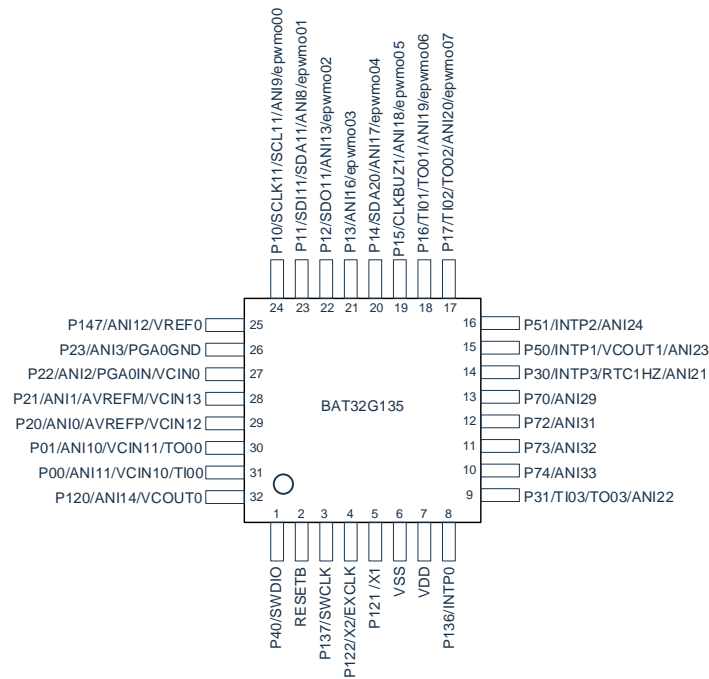 P10/SCLK11/SCL11/ANI9/epwmo00
P11/SDI11/SDA11/ANI8/epwmo01
P12/SDO11/ANI13/epwmo02
P13/ANI16/epwmo03
P14/SDA20/ANI17/epwmo04
P15/CLKBUZ1/ANI18/epwmo05
P16/TI01/TO01/ANI19/epwmo06
P17/TI02/TO02/ANI20/epwmo07
24 23 22 21 20 19 18 17
P147/ANI12/VREF0 25
P23/ANI3/PGA0GND 26
P22/ANI2/PGA0IN/VCIN0 27
P21/ANI1/AVREFM/VCIN13 28
P20/ANI0/AVREFP/VCIN12 29
P01/ANI10/VCIN11/TO00 30
P00/ANI11/VCIN10/TI00 31
P120/ANI14/VCOUT0 32
BAT32G135
16 P51/INTP2/ANI24
15 P50/INTP1/VCOUT1/ANI23
14 P30/INTP3/RTC1HZ/ANI21
13 P70/ANI29
12 P72/ANI31
11 P73/ANI32
10 P74/ANI33
9 P31/TI03/TO03/ANI22
1 2 3 4 5 6 7 8
P40/SWDIO
RESETB
P137/SWCLK
P122/X2/EXCLK
P121 /X1
VSS
VDD
P136/INTP0